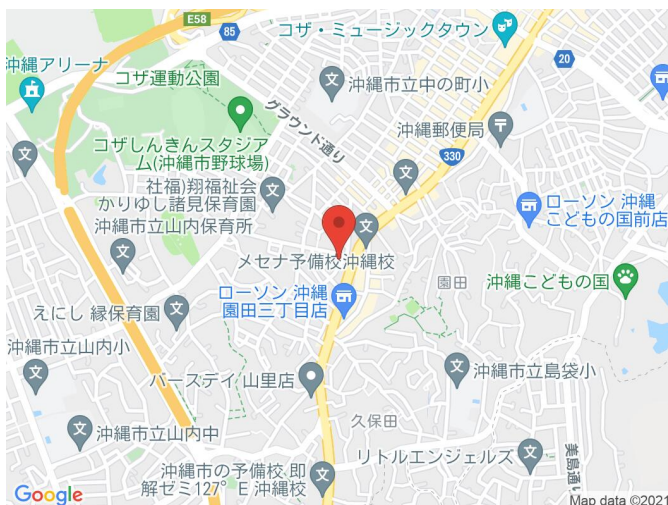 E58
85
コザ・ミュージックタウン
沖縄アリーナ
コザ運動公園
沖縄市立中の町小
20
グラウンド通り
沖縄郵便局
コザしんきんスタジア
ム(沖縄市野球場)
330
社福)翔福祉会
かりゆし諸見保育園
ローソン 沖縄
こどもの国前店
沖縄市立山内保育所
メセナ予備校沖縄校
園田
沖縄こどもの国
ローソン 沖縄
園田三丁目店
えにし 縁保育園
沖縄市立山内小
バースデイ 山里店
沖縄市立島袋小
久保田
沖縄市立山内中
リトルエンジェルズ
美島通り
沖縄市の予備校.即
解ゼミ127°E 沖縄校
Google
Map data ©2021